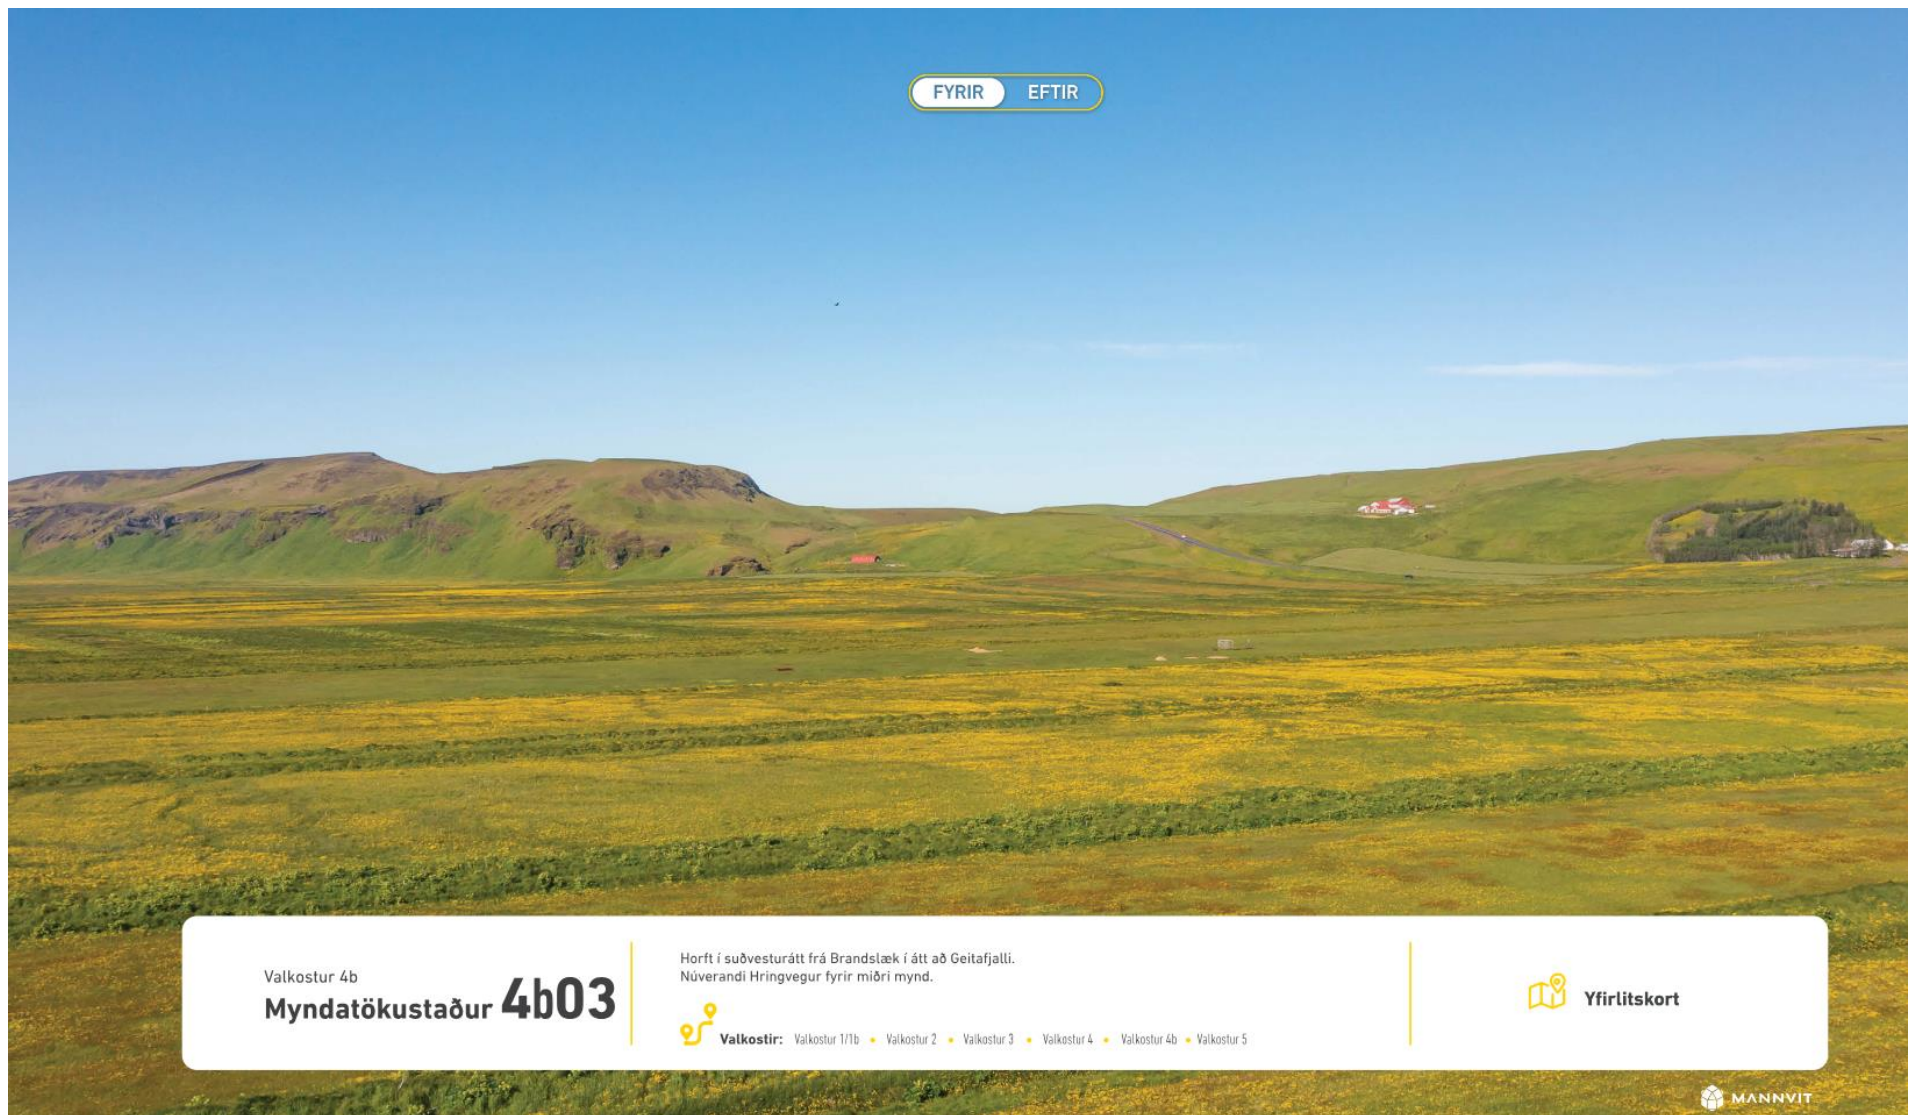 FYRIR EFTIR
Valkostur 4b
Myndatökustaður 4b03
Horft í suðvesturátt frá Brandslæk í átt að Geitafjalli.
Núverandi Hringvegur fyrir miðri mynd.
Valkostir: Valkostur 1/1b • Valkostur 2 • Valkostur 3 • Valkostur 4 • Valkostur 4b • Valkostur 5
Yfirlitskort
MANNVIT